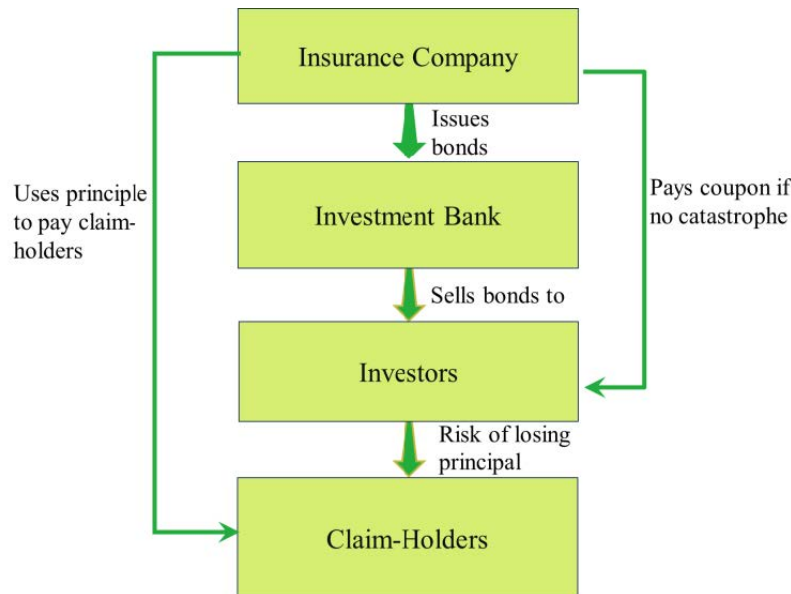 Insurance Company
Issues
bonds
Uses principle
to pay claim-
holders
Pays coupon if
no catastrophe
Investment Bank
Sells bonds to
Investors
Risk of losing
principal
Claim-Holders